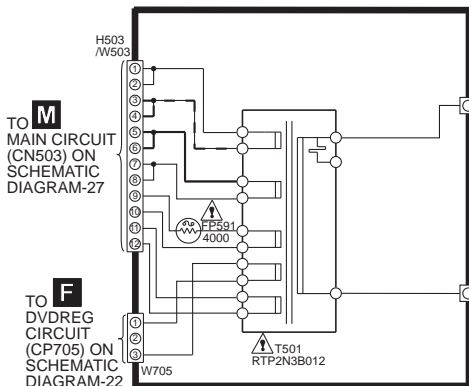 H503
/W503
1
2
3
4
5
6
7
8
9
10
11
12
TO M
MAIN CIRCUIT
(CN503) ON
SCHEMATIC
DIAGRAM-27
FP591
4000
TO F
DVDREG
CIRCUIT
(CP705) ON
SCHEMATIC
DIAGRAM-22
1
2
3
W705
T501
RTP2N3B012